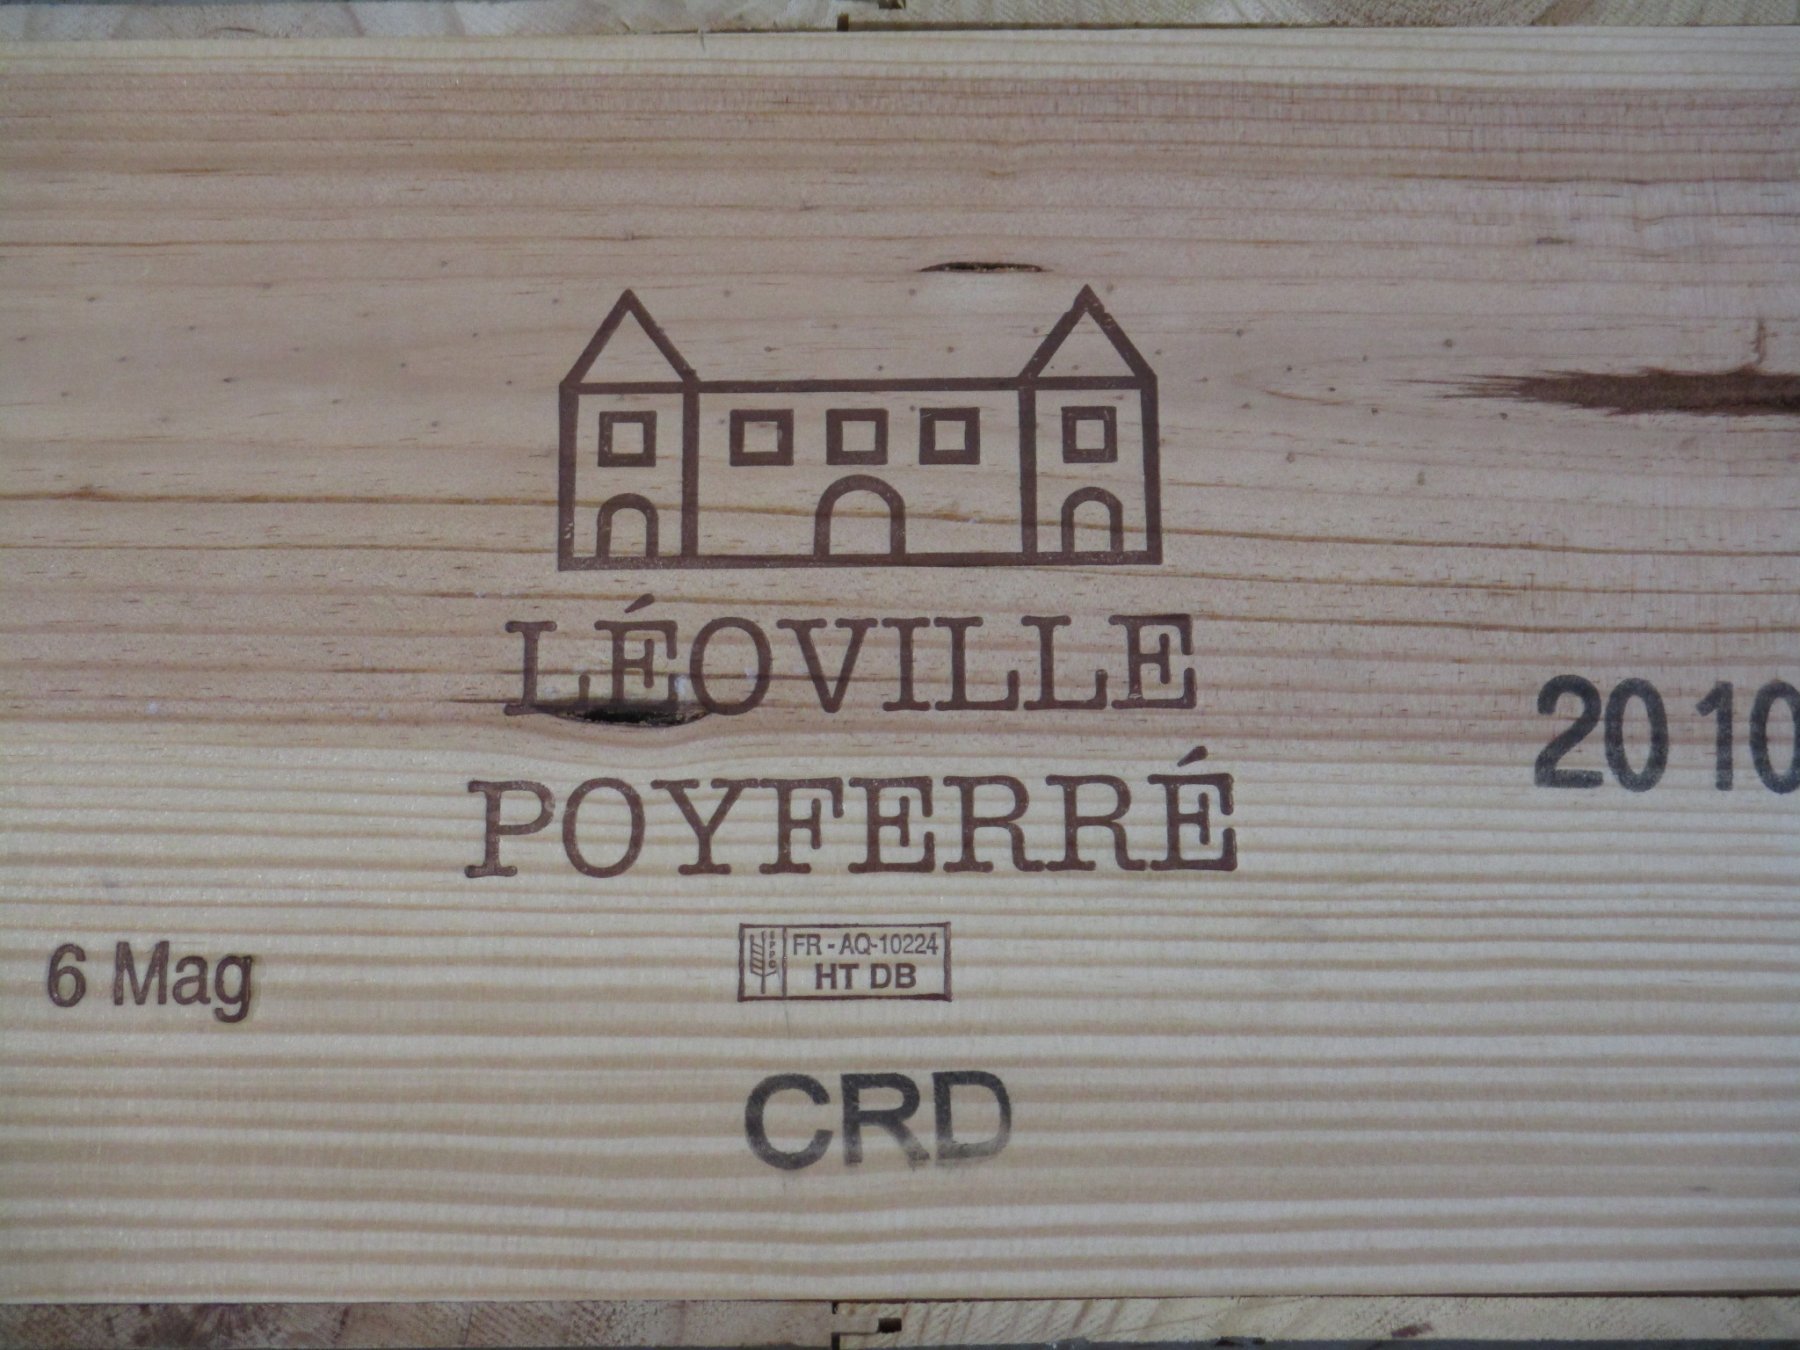 LÉOVILLE
POYFERRÉ
2010
6 Mag
FR - AQ-10224
HT DB
CRD